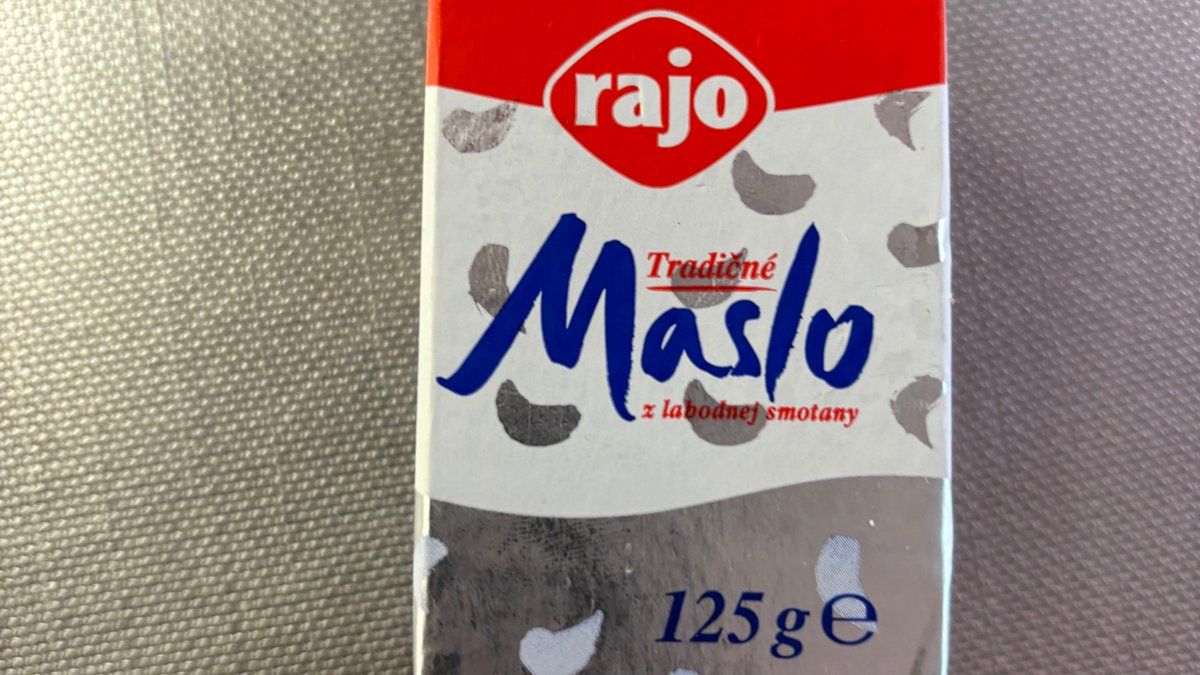 rajo
Tradičné
Maslo
z lahodnej smotany
125 g ℮